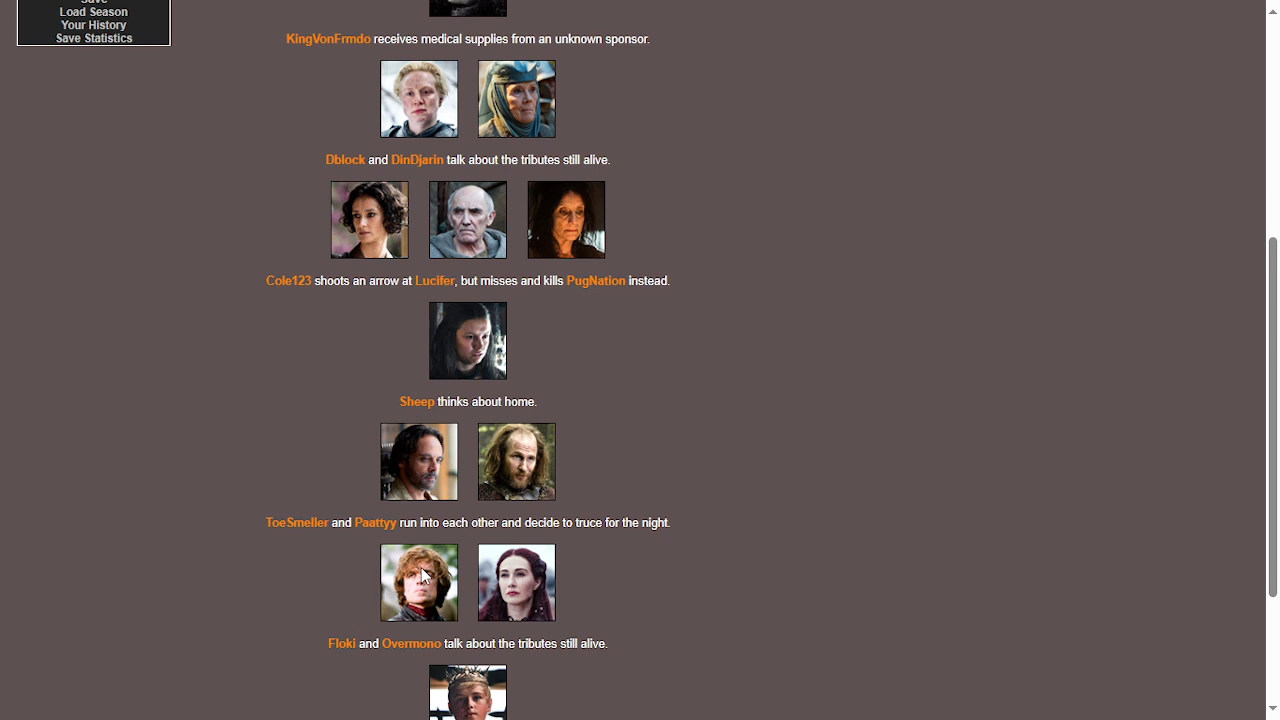 Save
Load Season
Your History
Save Statistics
KingVonFrmdo receives medical supplies from an unknown sponsor.
Dblock and DinDjarin talk about the tributes still alive.
Cole123 shoots an arrow at Lucifer, but misses and kills PugNation instead.
Sheep thinks about home.
ToeSmeller and Paattyy run into each other and decide to truce for the night.
Floki and Overmono talk about the tributes still alive.